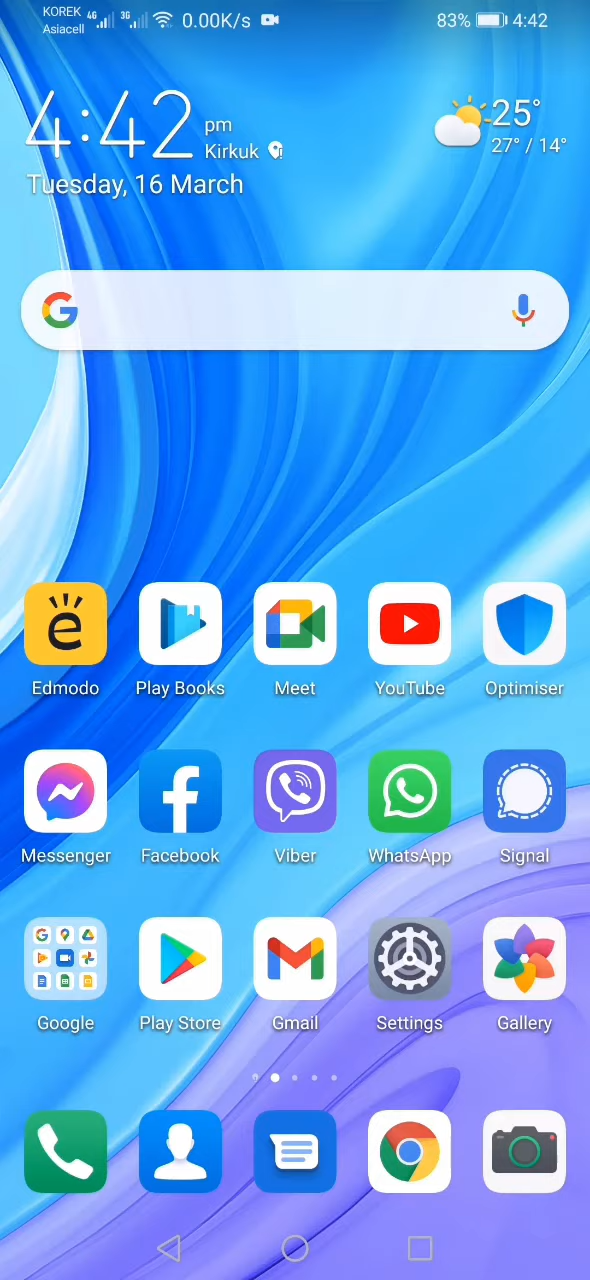 KOREK 4G 3G 0.00K/s 83% 4:42
Asiacell
4:42 pm
Kirkuk
Tuesday, 16 March
25°
27° / 14°
Edmodo Play Books Meet YouTube Optimiser
Messenger Facebook Viber WhatsApp Signal
Google Play Store Gmail Settings Gallery